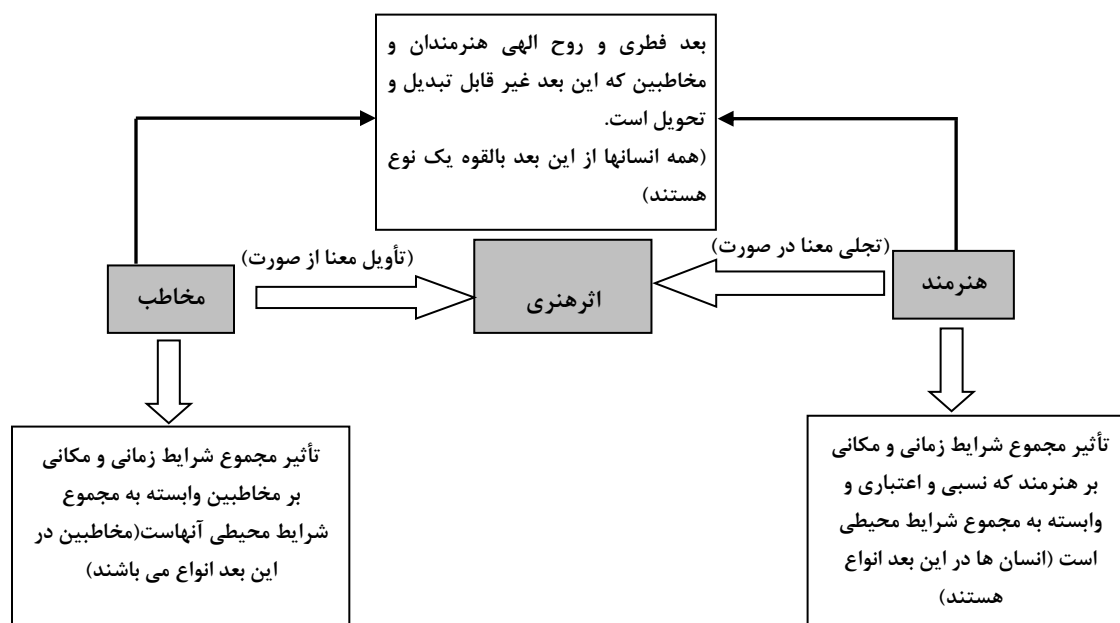 بعد فطری و روح الهی هنرمندان و
مخاطبین که این بعد غیر قابل تبدیل و
تحویل است.
(همه انسانها از این بعد بالقوه یک نوع
هستند)
(تجلی معنا در صورت)
(تأویل معنا از صورت)
هنرمند
اثرهنری
مخاطب
تأثیر مجموع شرایط زمانی و مکانی
بر هنرمند که نسبی و اعتباری و
وابسته به مجموع شرایط محیطی
است (انسان ها در این بعد انواع
هستند)
تأثیر مجموع شرایط زمانی و مکانی
بر مخاطبین وابسته به مجموع
شرایط محیطی آنهاست(مخاطبین در
این بعد انواع می باشند)